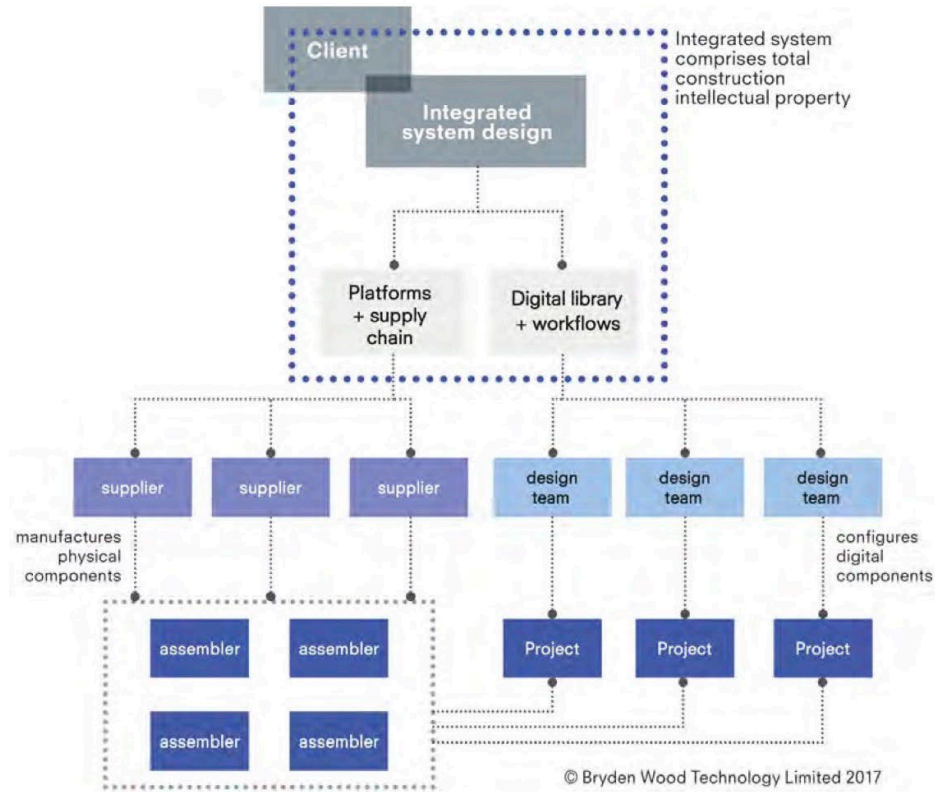 Client
Integrated system
comprises total
construction
intellectual property
Integrated
system design
Platforms
+ supply
chain
Digital library
+ workflows
supplier
supplier
supplier
design
team
design
team
design
team
manufactures
physical
components
configures
digital
components
assembler
assembler
Project
Project
Project
assembler
assembler
© Bryden Wood Technology Limited 2017